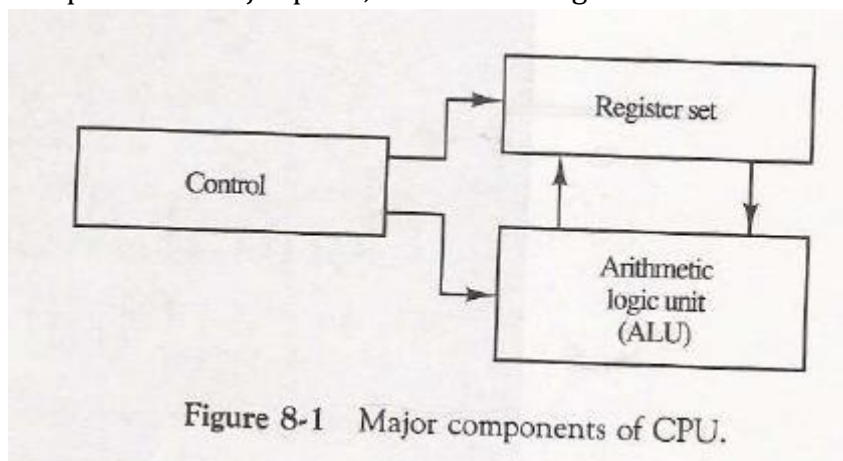 Register set
Control
Arithmetic
logic unit
(ALU)
Figure 8-1 Major components of CPU.